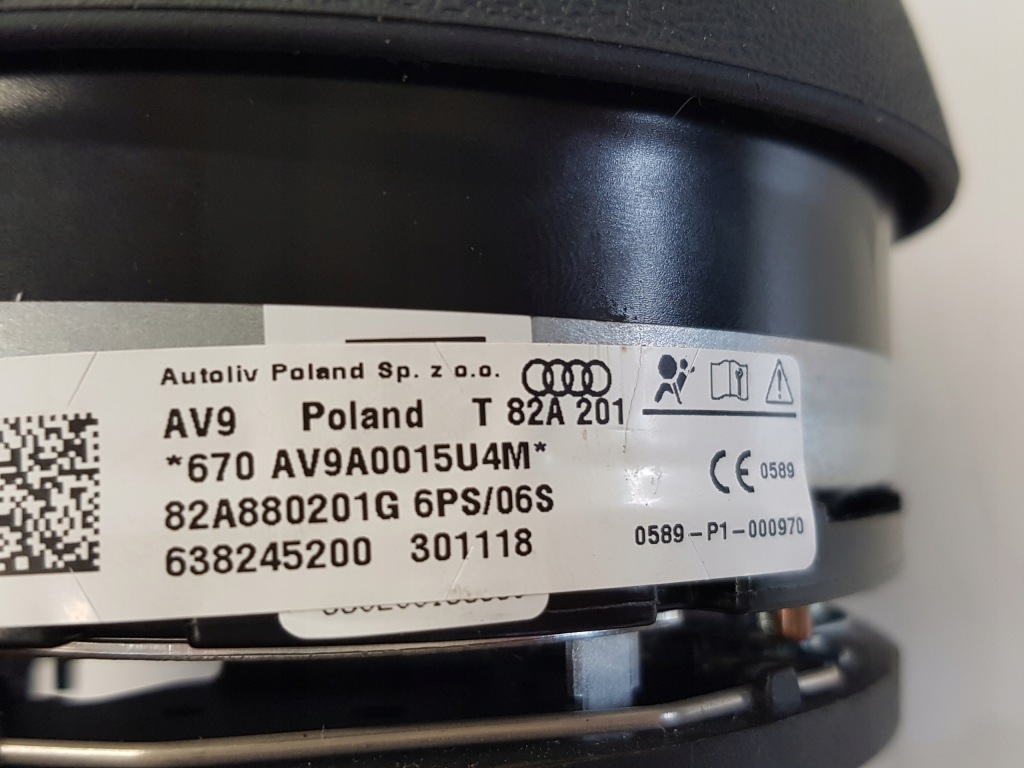 Autoliv Poland Sp. z o.o.
AV9 Poland T 82A 201
*670 AV9A0015U4M*
82A880201G 6PS/06S
638245200 301118
CE 0589
0589-P1-000970